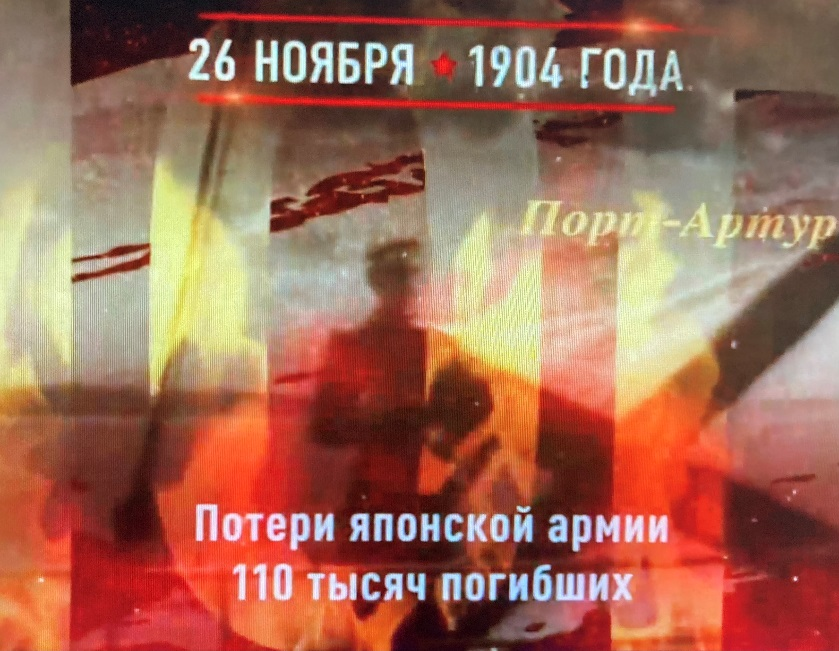 26 НОЯБРЯ ★ 1904 ГОДА
Порт-Артур
Потери японской армии
110 тысяч погибших